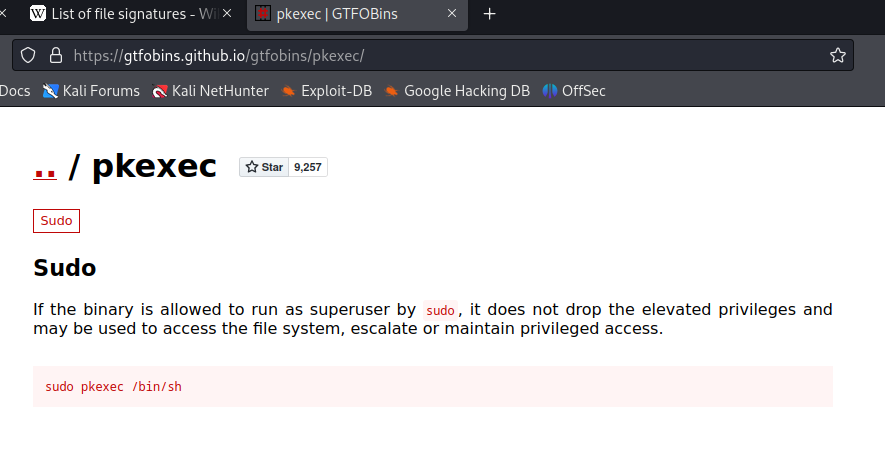 List of file signatures - Wi
pkexec | GTFOBins
https://gtfobins.github.io/gtfobins/pkexec/
Docs Kali Forums Kali NetHunter Exploit-DB Google Hacking DB OffSec
.. / pkexec Star 9,257
Sudo
Sudo
If the binary is allowed to run as superuser by sudo, it does not drop the elevated privileges and
may be used to access the file system, escalate or maintain privileged access.
sudo pkexec /bin/sh